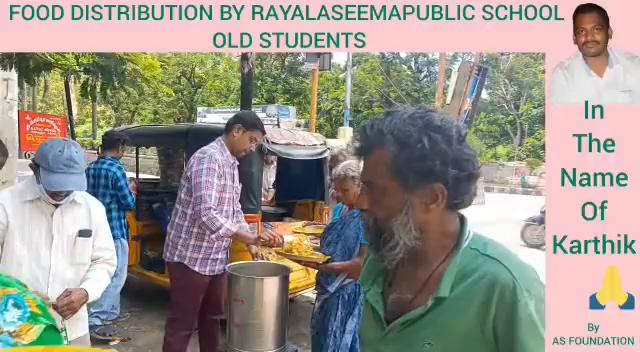 FOOD DISTRIBUTION BY RAYALASEEMAPUBLIC SCHOOL
OLD STUDENTS
In
The
Name
Of
Karthik
By
AS FOUNDATION